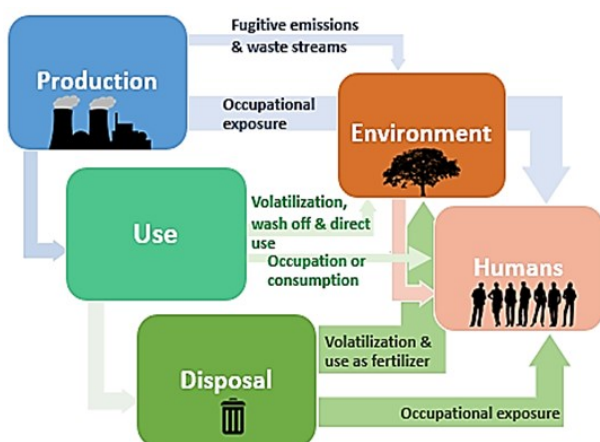 Fugitive emissions
& waste streams
Production
Occupational
exposure
Environment
Use
Volatilization,
wash off & direct
use
Occupation or
consumption
Humans
Volatilization &
use as fertilizer
Disposal
Occupational exposure